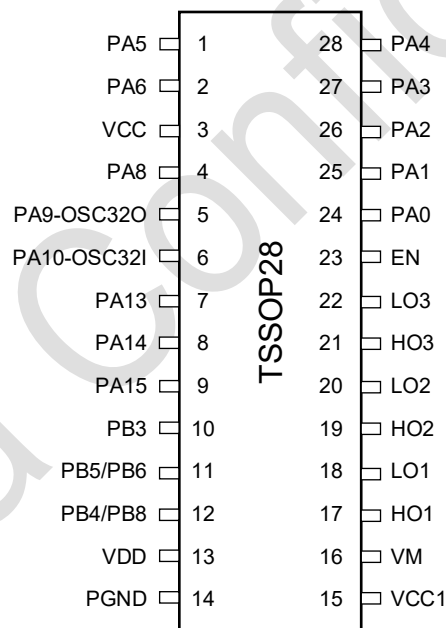 PA5 1 28 PA4
PA6 2 27 PA3
VCC 3 26 PA2
PA8 4 25 PA1
PA9-OSC32O 5 24 PA0
PA10-OSC32I 6 23 EN
PA13 7 22 LO3
PA14 8 21 HO3
PA15 9 20 LO2
PB3 10 19 HO2
PB5/PB6 11 18 LO1
PB4/PB8 12 17 HO1
VDD 13 16 VM
PGND 14 15 VCC1
TSSOP28